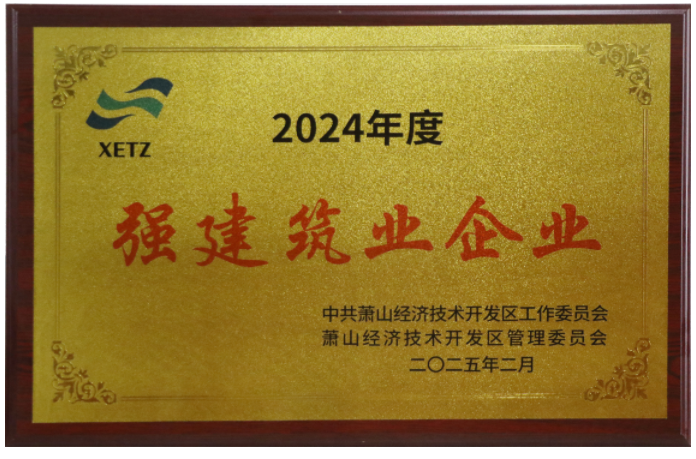 XETZ
2024年度
强建筑业企业
中共萧山经济技术开发区工作委员会
萧山经济技术开发区管理委员会
二〇二五年二月